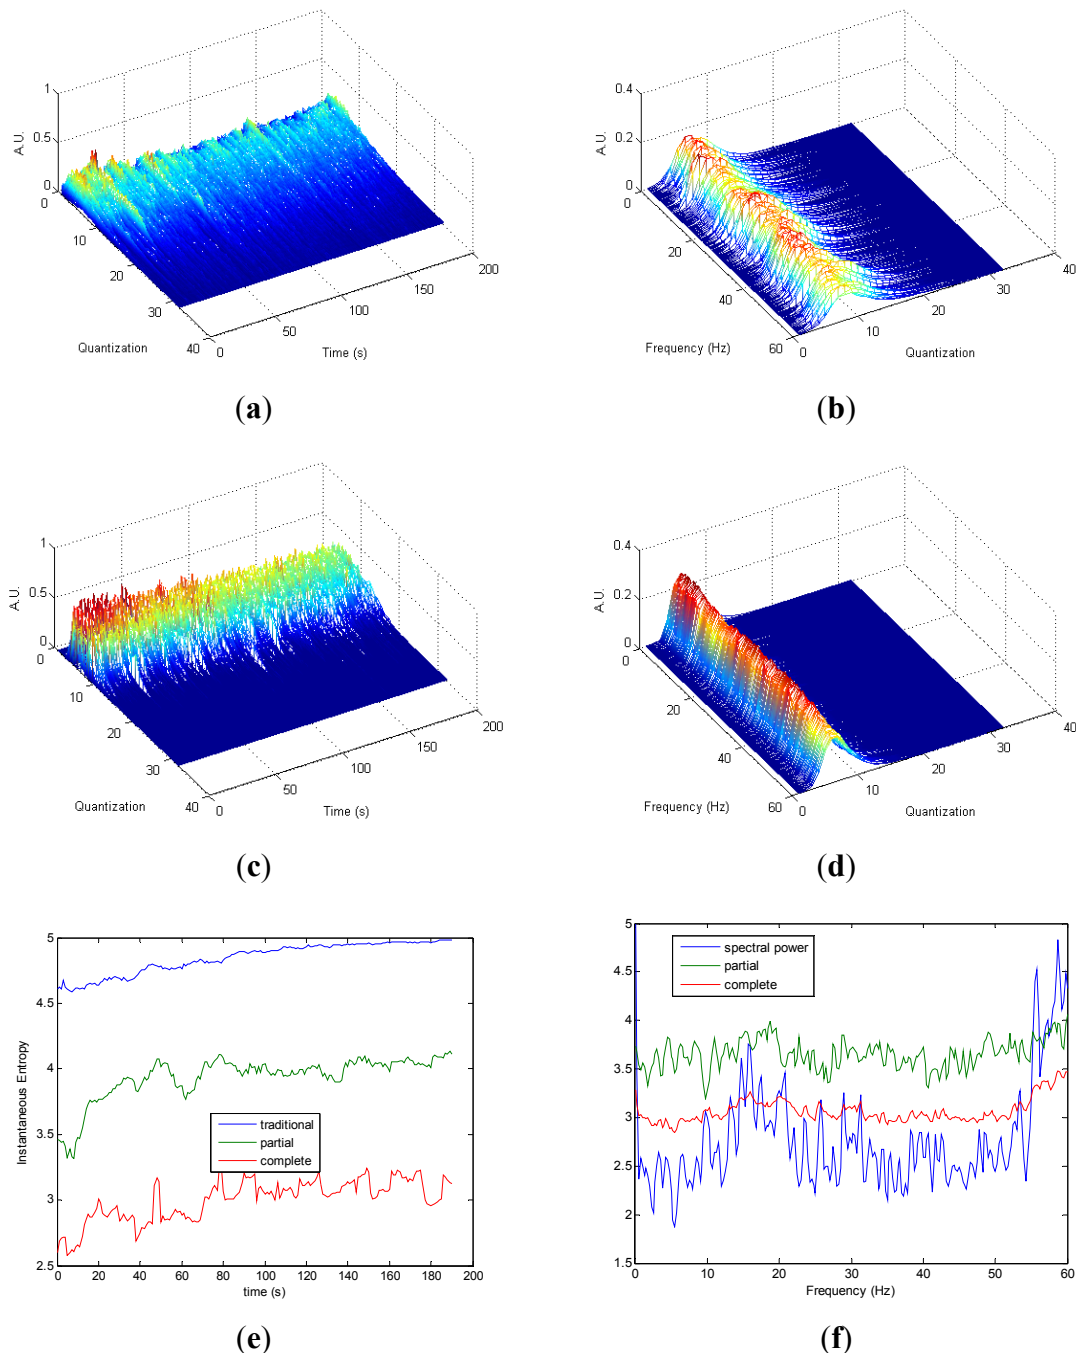 1
0.5
0
A.U.
0
10
20
30
40
Quantization
0
50
100
150
200
Time (s)
(a)
0.4
0.2
0
A.U.
0
20
40
60
Frequency (Hz)
0
10
20
30
40
Quantization
(b)
1
0.5
0
A.U.
0
10
20
30
40
Quantization
0
50
100
150
200
Time (s)
(c)
0.4
0.2
0
A.U.
0
20
40
60
Frequency (Hz)
0
10
20
30
40
Quantization
(d)
5
4.5
4
3.5
3
2.5
Instantaneous Entropy
traditional
partial
complete
0 20 40 60 80 100 120 140 160 180 200
time (s)
(e)
5
4.5
4
3.5
3
2.5
2
1.5
spectral power
partial
complete
0 10 20 30 40 50 60
Frequency (Hz)
(f)